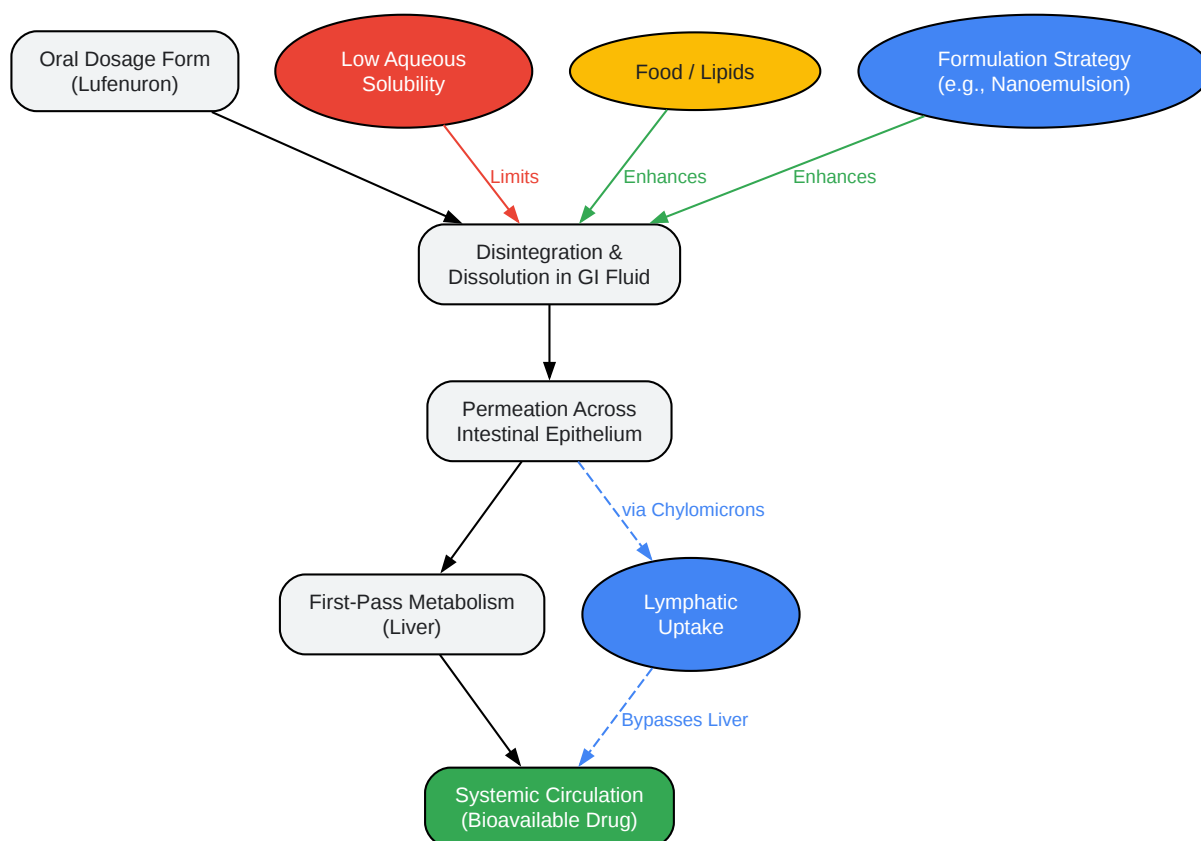 Oral Dosage Form
(Lufenuron)
Low Aqueous
Solubility
Food / Lipids
Formulation Strategy
(e.g., Nanoemulsion)
Limits
Enhances
Enhances
Disintegration &
Dissolution in GI Fluid
Permeation Across
Intestinal Epithelium
via Chylomicrons
First-Pass Metabolism
(Liver)
Lymphatic
Uptake
Bypasses Liver
Systemic Circulation
(Bioavailable Drug)